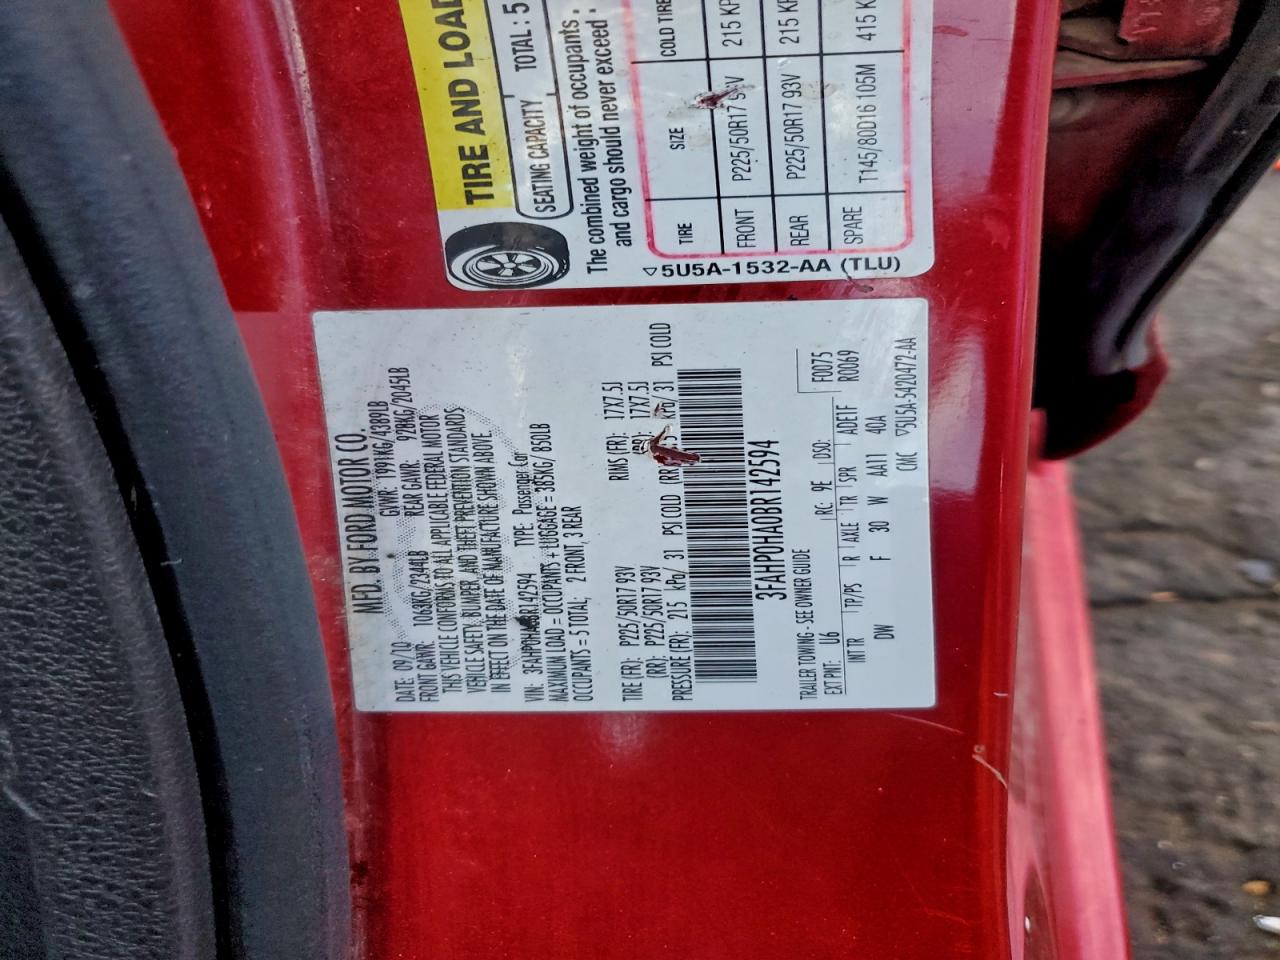 TIRE AND LOA
SEATING CAPACITY TOTAL : 5
The combined weight of occupants
and cargo should never exceed :
TIRE SIZE COLD TIRE
FRONT P225/50R17 93V 215 KP
REAR P225/50R17 93V 215 K
SPARE T145/80D16 105M 415 K
5U5A-1532-AA (TLU)
MFD. BY FORD MOTOR CO.
DATE: 09/10 GVWR: 1991KG/4389LB
FRONT GAWR: 1063KG/2344LB REAR GAWR: 928KG/2045LB
THIS VEHICLE CONFORMS TO ALL APPLICABLE FEDERAL MOTOR
VEHICLE SAFETY, BUMPER, AND THEFT PREVENTION STANDARDS
IN EFFECT ON THE DATE OF MANUFACTURE SHOWN ABOVE.
VIN: 3FAHP0HA0BR142594 TYPE: Passenger Car
MAXIMUM LOAD = OCCUPANTS + LUGGAGE = 385KG/ 850LB
OCCUPANTS = 5 TOTAL; 2 FRONT, 3 REAR
TIRE (FR): P225/50R17 93V RIMS (FR): 17X7.5J
(RR): P225/50R17 93V 17X7.5J
PRESSURE (FR): 215 kPa/ 31 PSI COLD (RR kPa/ 31 PSI COLD
3FAHP0HA0BR142594
TRAILER TOWING - SEE OWNER GUIDE
EXT PNT: U6 RC: 9E DSO: F0075
INT TR TP/PS R AXLE TR SPR ADETF R0069
DW F 30 W AA11 40A
CNC 5U5A-5420472-AA